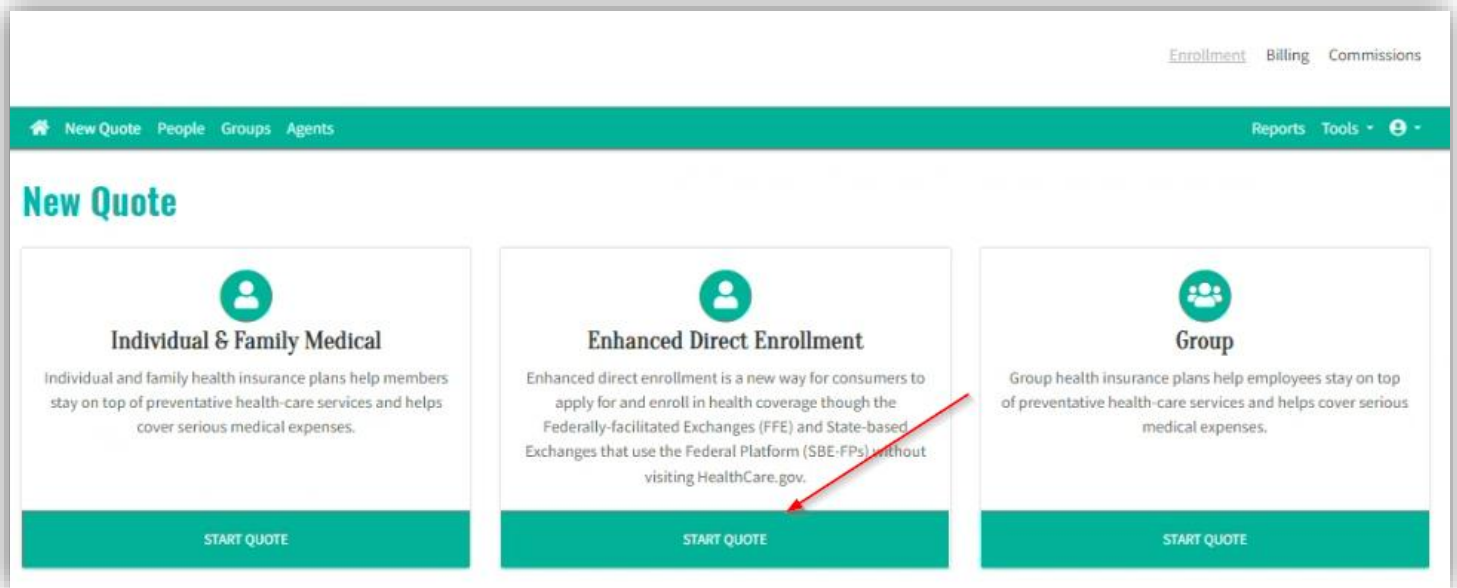 Enrollment Billing Commissions
New Quote People Groups Agents Reports Tools
New Quote
Individual & Family Medical
Individual and family health insurance plans help members
stay on top of preventative health-care services and helps
cover serious medical expenses.
START QUOTE
Enhanced Direct Enrollment
Enhanced direct enrollment is a new way for consumers to
apply for and enroll in health coverage though the
Federally-facilitated Exchanges (FFE) and State-based
Exchanges that use the Federal Platform (SBE-FPs) without
visiting HealthCare.gov.
START QUOTE
Group
Group health insurance plans help employees stay on top
of preventative health-care services and helps cover serious
medical expenses.
START QUOTE